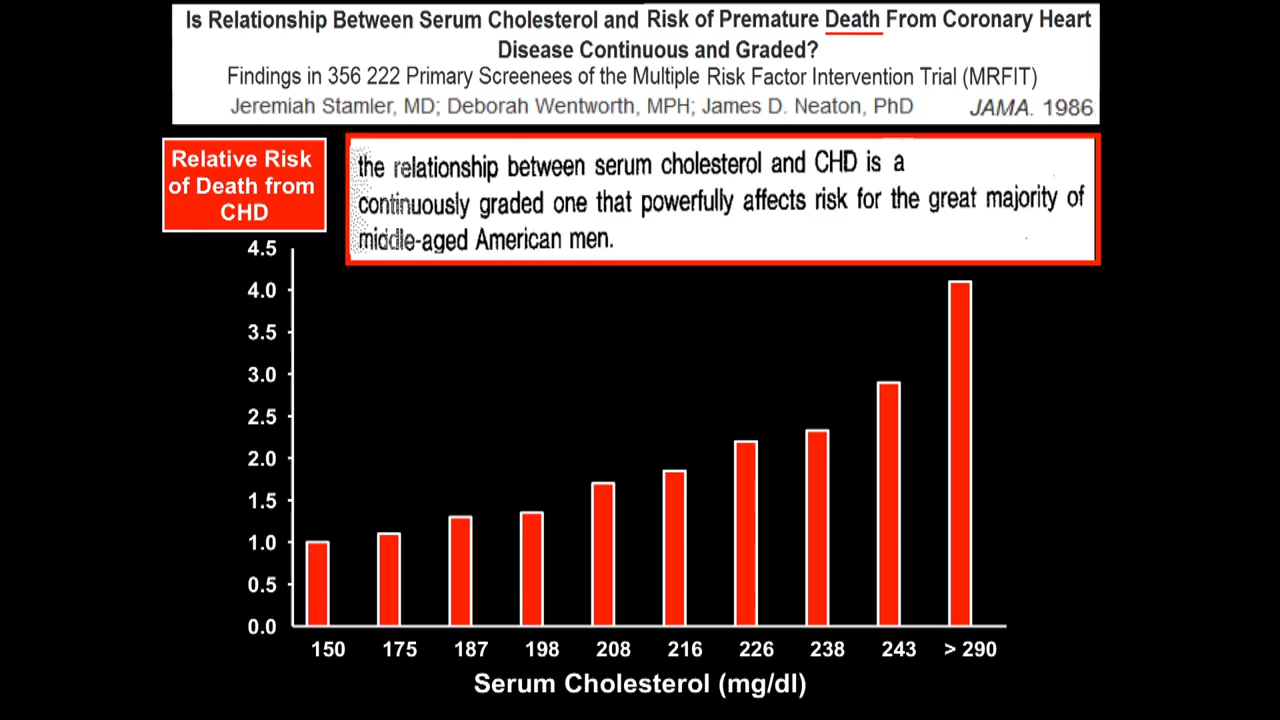 Is Relationship Between Serum Cholesterol and Risk of Premature Death From Coronary Heart
Disease Continuous and Graded?
Findings in 356 222 Primary Screenees of the Multiple Risk Factor Intervention Trial (MRFIT)
Jeremiah Stamler, MD; Deborah Wentworth, MPH; James D. Neaton, PhD JAMA. 1986
Relative Risk
of Death from
CHD
the relationship between serum cholesterol and CHD is a
continuously graded one that powerfully affects risk for the great majority of
middle-aged American men.
4.5
4.0
3.5
3.0
2.5
2.0
1.5
1.0
0.5
0.0
150 175 187 198 208 216 226 238 243 > 290
Serum Cholesterol (mg/dl)